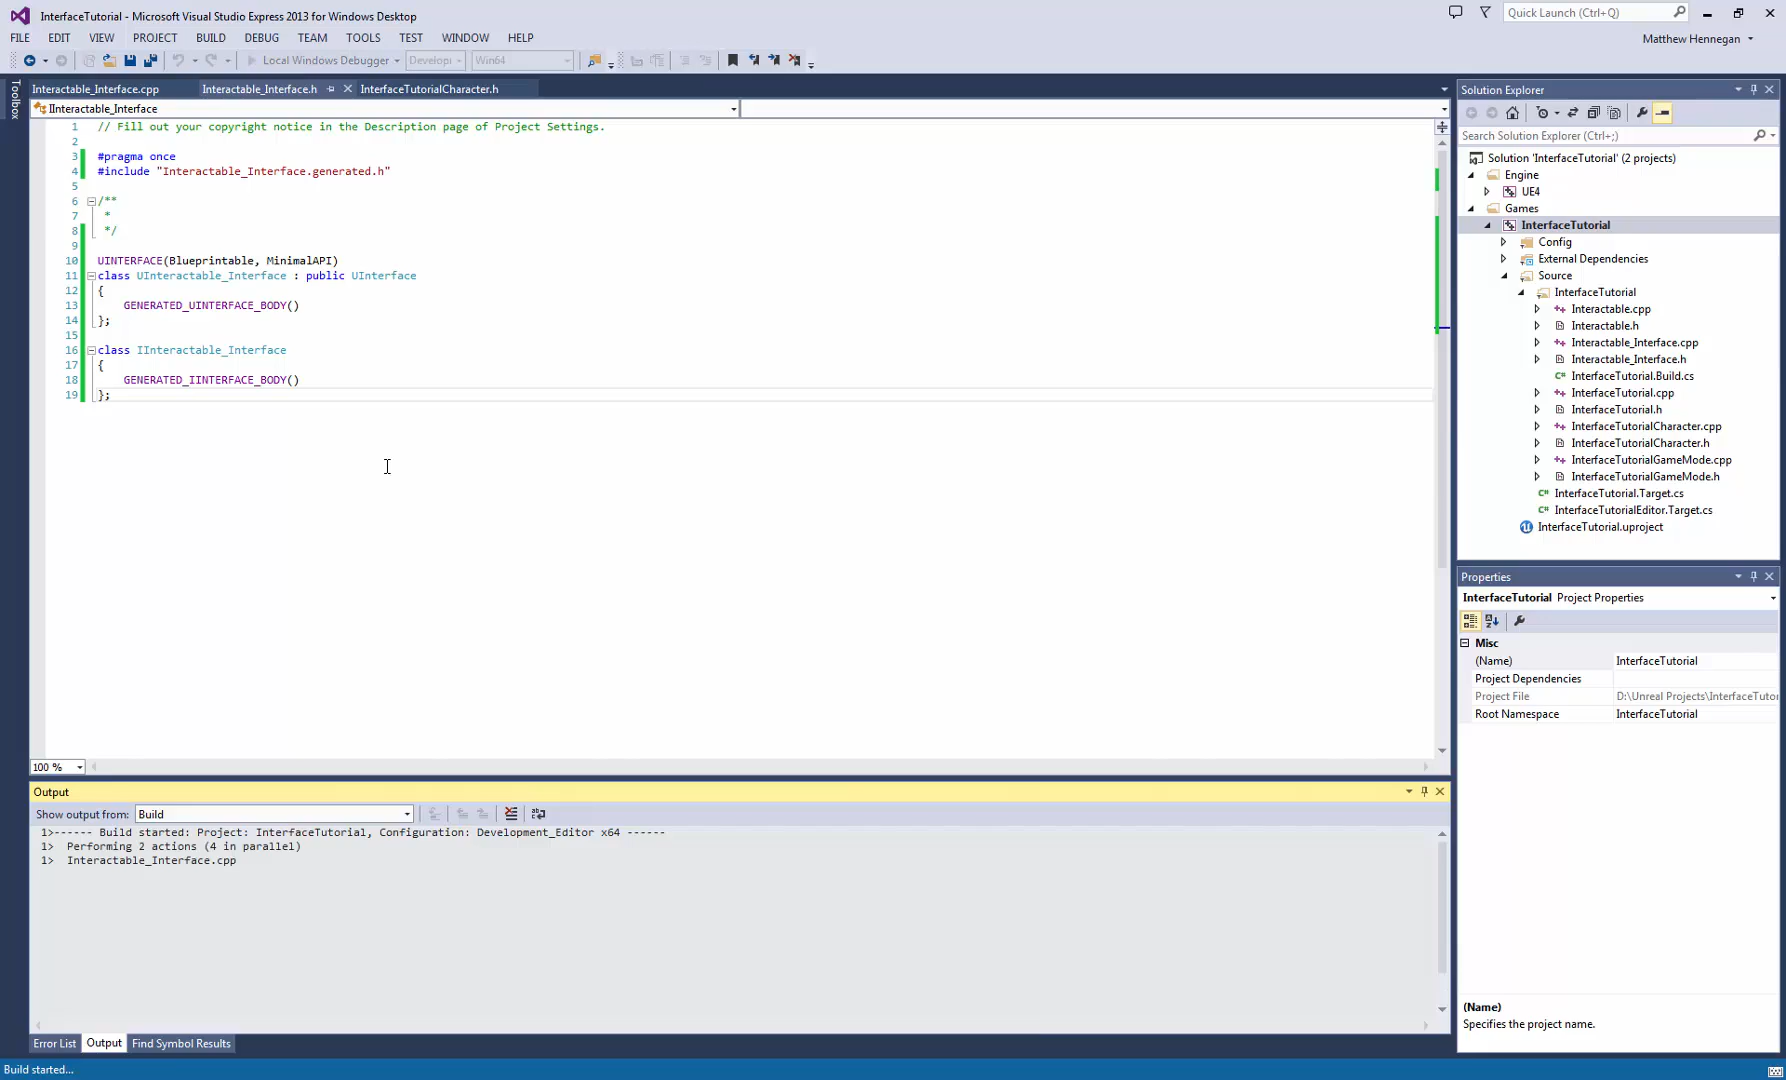 InterfaceTutorial - Microsoft Visual Studio Express 2013 for Windows Desktop
Quick Launch (Ctrl+Q)
FILE EDIT VIEW PROJECT BUILD DEBUG TEAM TOOLS TEST WINDOW HELP
Matthew Hennegan
Local Windows Debugger Developi Win64
Toolbox
Interactable_Interface.cpp Interactable_Interface.h InterfaceTutorialCharacter.h
IInteractable_Interface
1 // Fill out your copyright notice in the Description page of Project Settings.
2
3 #pragma once
4 #include "Interactable_Interface.generated.h"
5
6 /**
7 *
8 */
9
10 UINTERFACE(Blueprintable, MinimalAPI)
11 class UInteractable_Interface : public UInterface
12 {
13 GENERATED_UINTERFACE_BODY()
14 };
15
16 class IInteractable_Interface
17 {
18 GENERATED_IINTERFACE_BODY()
19 };
100 %
Output
Show output from: Build
1>------ Build started: Project: InterfaceTutorial, Configuration: Development_Editor x64 ------
1> Performing 2 actions (4 in parallel)
1> Interactable_Interface.cpp
Error List Output Find Symbol Results
Build started...
Solution Explorer
Search Solution Explorer (Ctrl+;)
Solution 'InterfaceTutorial' (2 projects)
Engine
UE4
Games
InterfaceTutorial
Config
External Dependencies
Source
InterfaceTutorial
Interactable.cpp
Interactable.h
Interactable_Interface.cpp
Interactable_Interface.h
InterfaceTutorial.Build.cs
InterfaceTutorial.cpp
InterfaceTutorial.h
InterfaceTutorialCharacter.cpp
InterfaceTutorialCharacter.h
InterfaceTutorialGameMode.cpp
InterfaceTutorialGameMode.h
InterfaceTutorial.Target.cs
InterfaceTutorialEditor.Target.cs
InterfaceTutorial.uproject
Properties
InterfaceTutorial Project Properties
Misc
(Name) InterfaceTutorial
Project Dependencies
Project File D:\Unreal Projects\InterfaceTutor
Root Namespace InterfaceTutorial
(Name)
Specifies the project name.